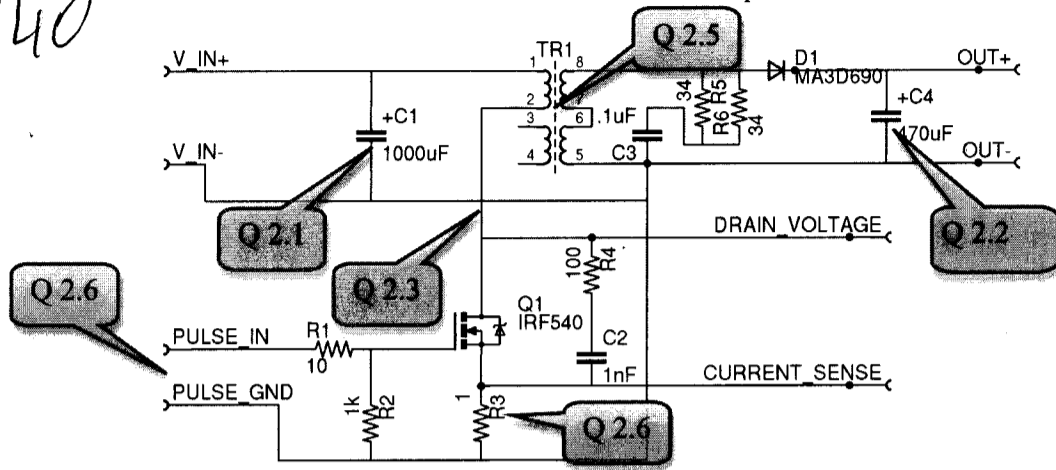 40
Q 2.5
TR1
V_IN+
1
8
D1
MA3D690
OUT+
2
7
34
R6
R5
34
+C1
1000uF
3
6
.1uF
C3
+C4
470uF
V_IN-
4
5
OUT-
Q 2.1
Q 2.2
DRAIN_VOLTAGE
Q 2.3
100
R4
Q 2.6
Q1
IRF540
PULSE_IN
R1
10
C2
1nF
CURRENT_SENSE
PULSE_GND
1k
R2
1
R3
Q 2.6